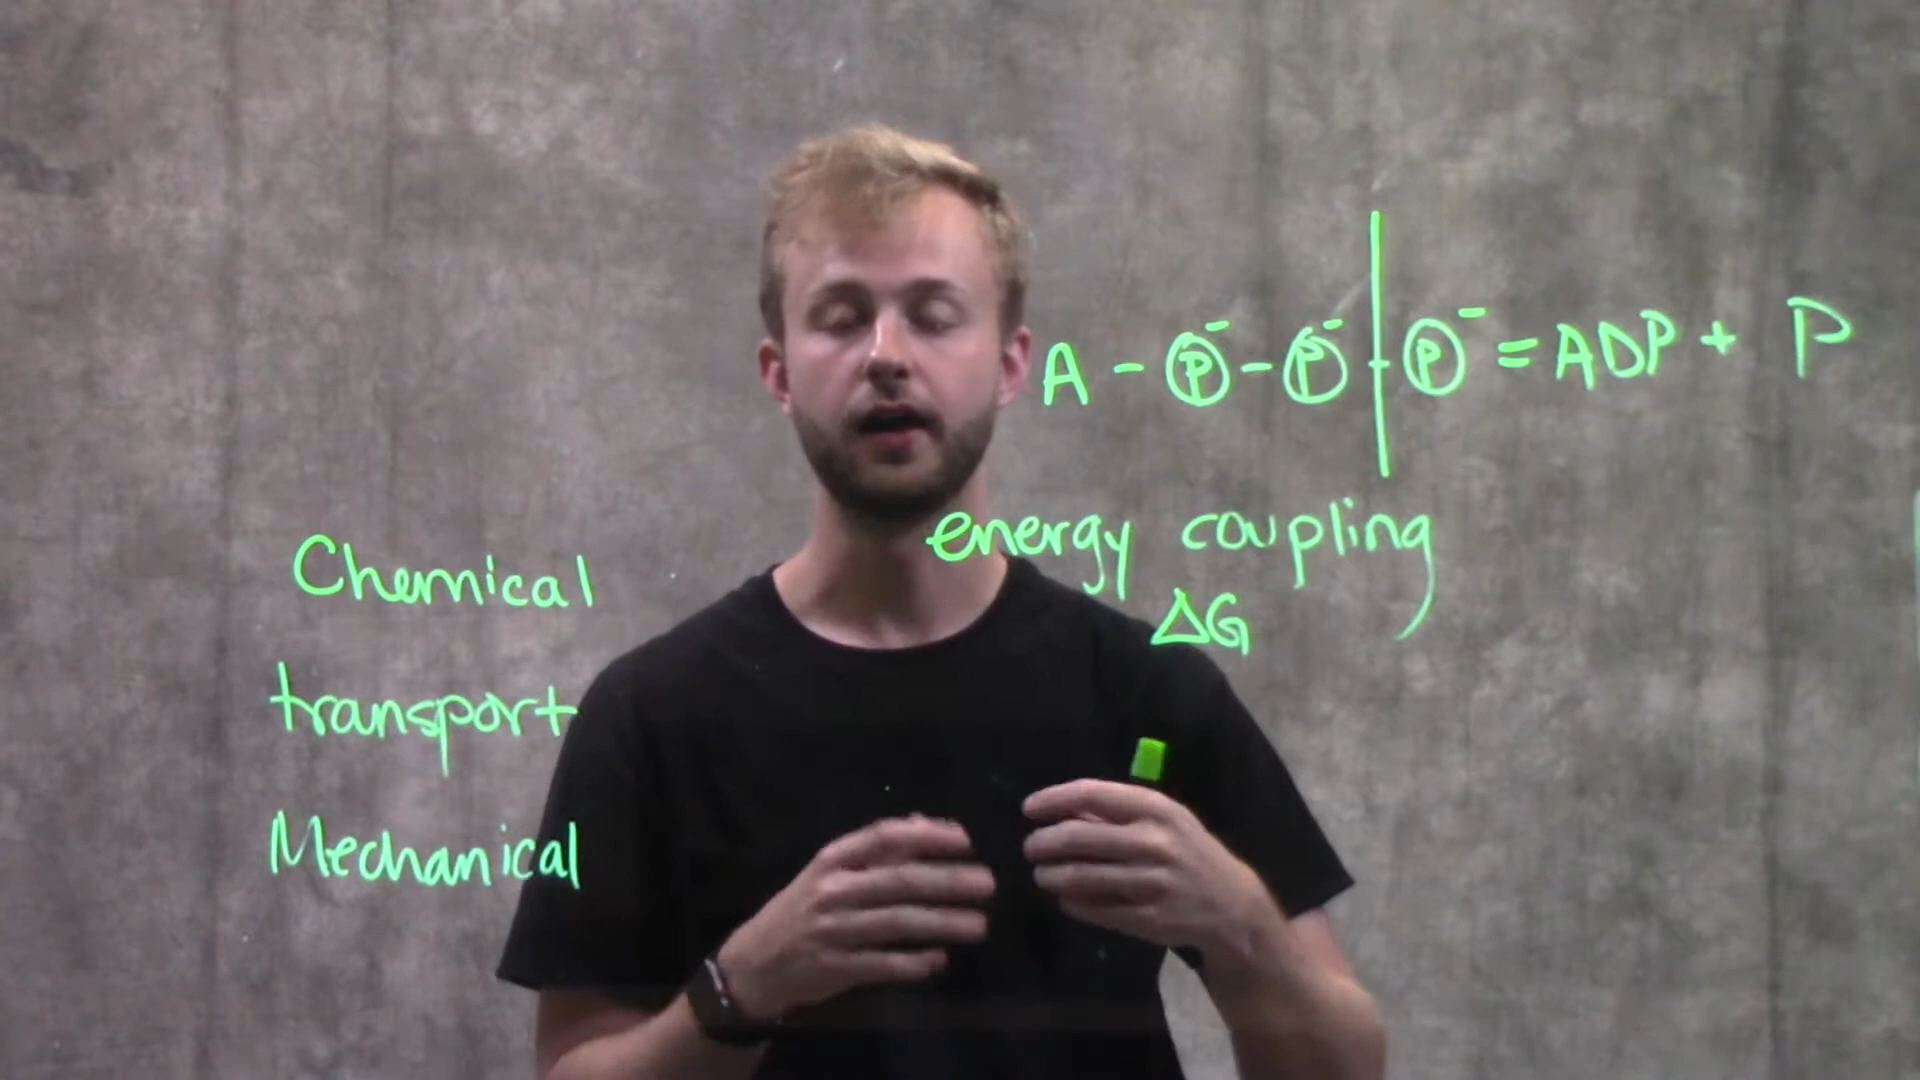 A - Ⓟ⁻ - Ⓟ⁻ | - Ⓟ⁻ = ADP + P
energy coupling
ΔG
Chemical
transport
Mechanical